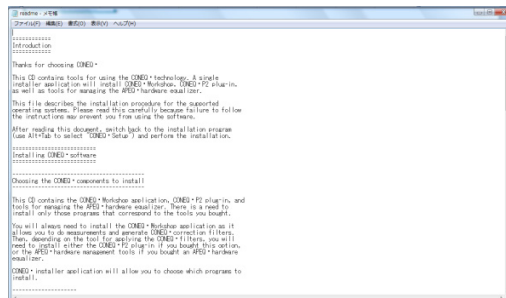 readme - メモ帳
ファイル(F) 編集(E) 書式(O) 表示(V) ヘルプ(H)
============
Introduction
============
Thanks for choosing CONEQ・
This CD contains tools for using the CONEQ・technology. A single
installer application will install CONEQ・Workshop, CONEQ・P2 plug-in,
as well as tools for managing the APEQ・hardware equalizer.
This file describes the installation procedure for the supported
operating systems. Please read this carefully because failure to follow
the instructions may prevent you from using the software.
After reading this document, switch back to the installation program
(use Alt+Tab to select "CONEQ・Setup") and perform the installation.
==========================
Installing CONEQ・software
==========================
-----------------------------------------
Choosing the CONEQ・components to install
-----------------------------------------
This CD contains the CONEQ・Workshop application, CONEQ・P2 plug-in, and
tools for managing the APEQ・hardware equalizer. There is a need to
install only those programs that correspond to the tools you bought.
You will always need to install the CONEQ・Workshop application as it
allows you to do measurements and generate CONEQ・correction filters.
Then, depending on the tool for applying the CONEQ・filters, you will
need to install either the CONEQ・P2 plug-in if you bought this option,
or the APEQ・hardware management tools if you bought an APEQ・hardware
equalizer.
CONEQ・installer application will allow you to choose which programs to
install.
--------------------